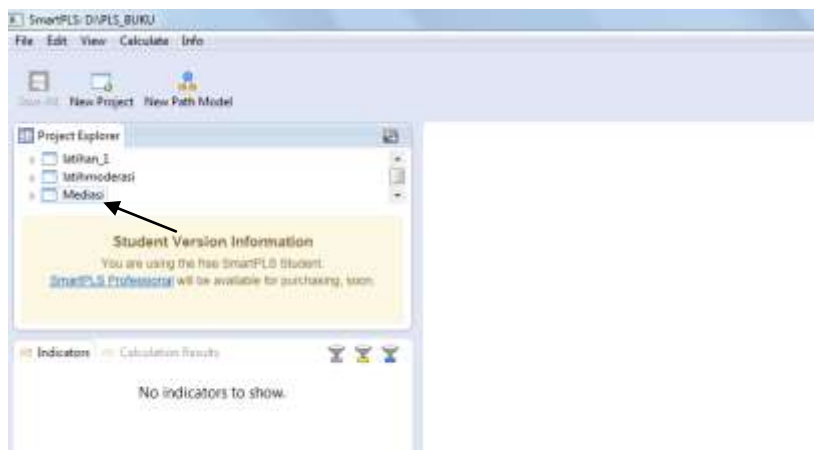 SmartPLS: D:\PLS_BUKU
File Edit View Calculate Info
Save All New Project New Path Model
Project Explorer
latihan_1
latihmoderasi
Mediasi
Student Version Information
You are using the free SmartPLS Student.
SmartPLS Professional will be available for purchasing, soon.
Indicators Calculation Results
No indicators to show.